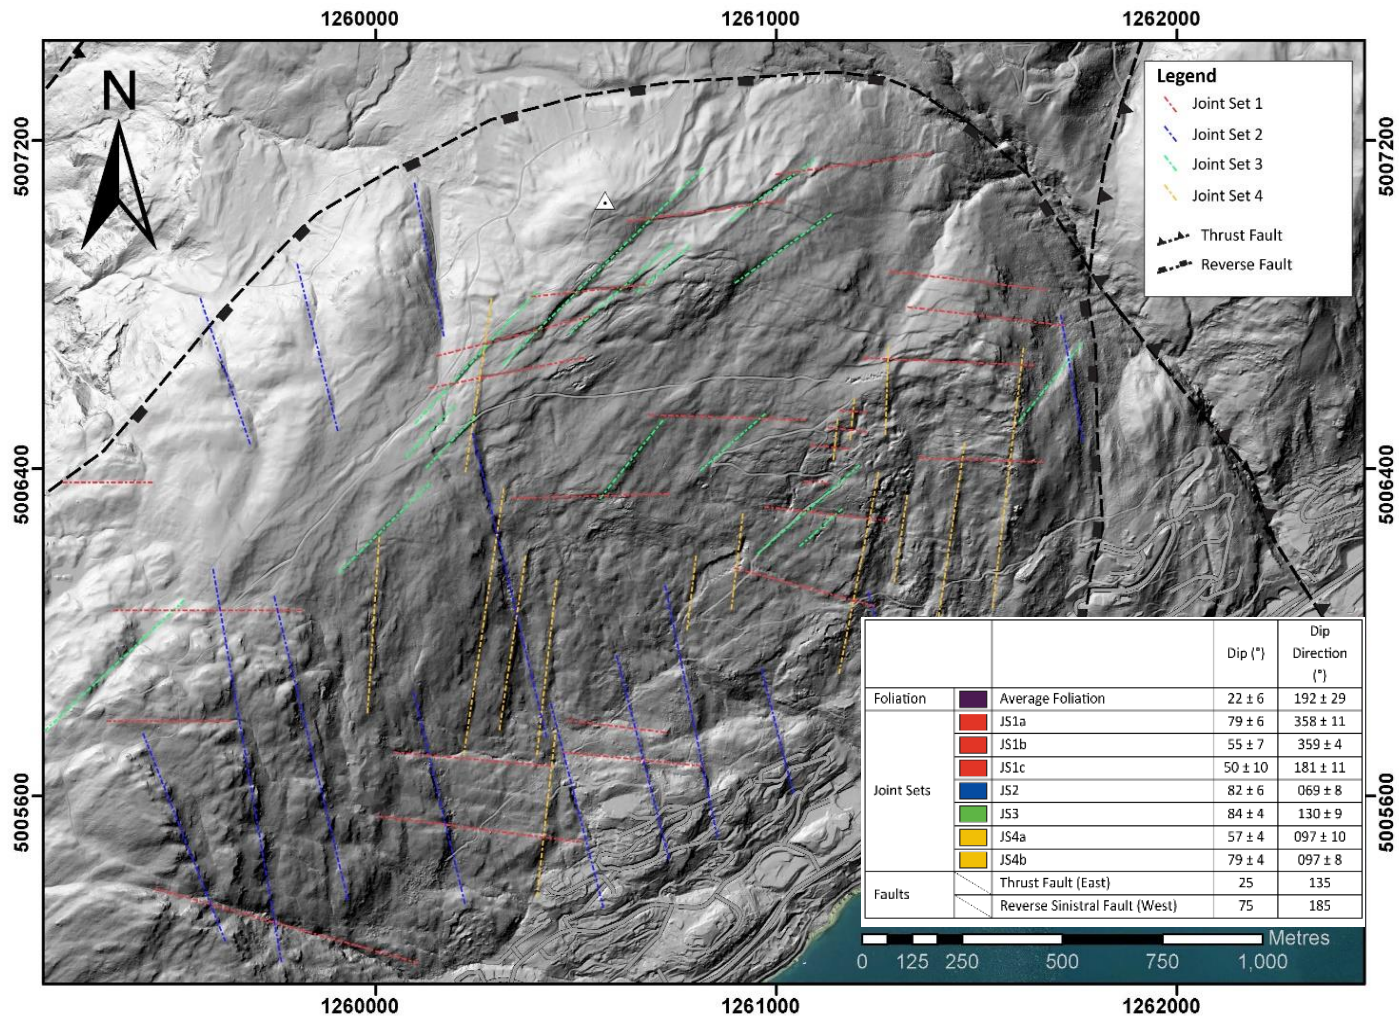 1260000 1261000 1262000
N
Legend
Joint Set 1
Joint Set 2
Joint Set 3
Joint Set 4
Thrust Fault
Reverse Fault
5007200 5007200
5006400 5006400
5005600 5005600
Dip (°) Dip
Direction
(°)
Foliation Average Foliation 22 ± 6 192 ± 29
Joint Sets JS1a 79 ± 6 358 ± 11
JS1b 55 ± 7 359 ± 4
JS1c 50 ± 10 181 ± 11
JS2 82 ± 6 069 ± 8
JS3 84 ± 4 130 ± 9
JS4a 57 ± 4 097 ± 10
JS4b 79 ± 4 097 ± 8
Faults Thrust Fault (East) 25 135
Reverse Sinistral Fault (West) 75 185
Metres
0 125 250 500 750 1,000
1260000 1261000 1262000